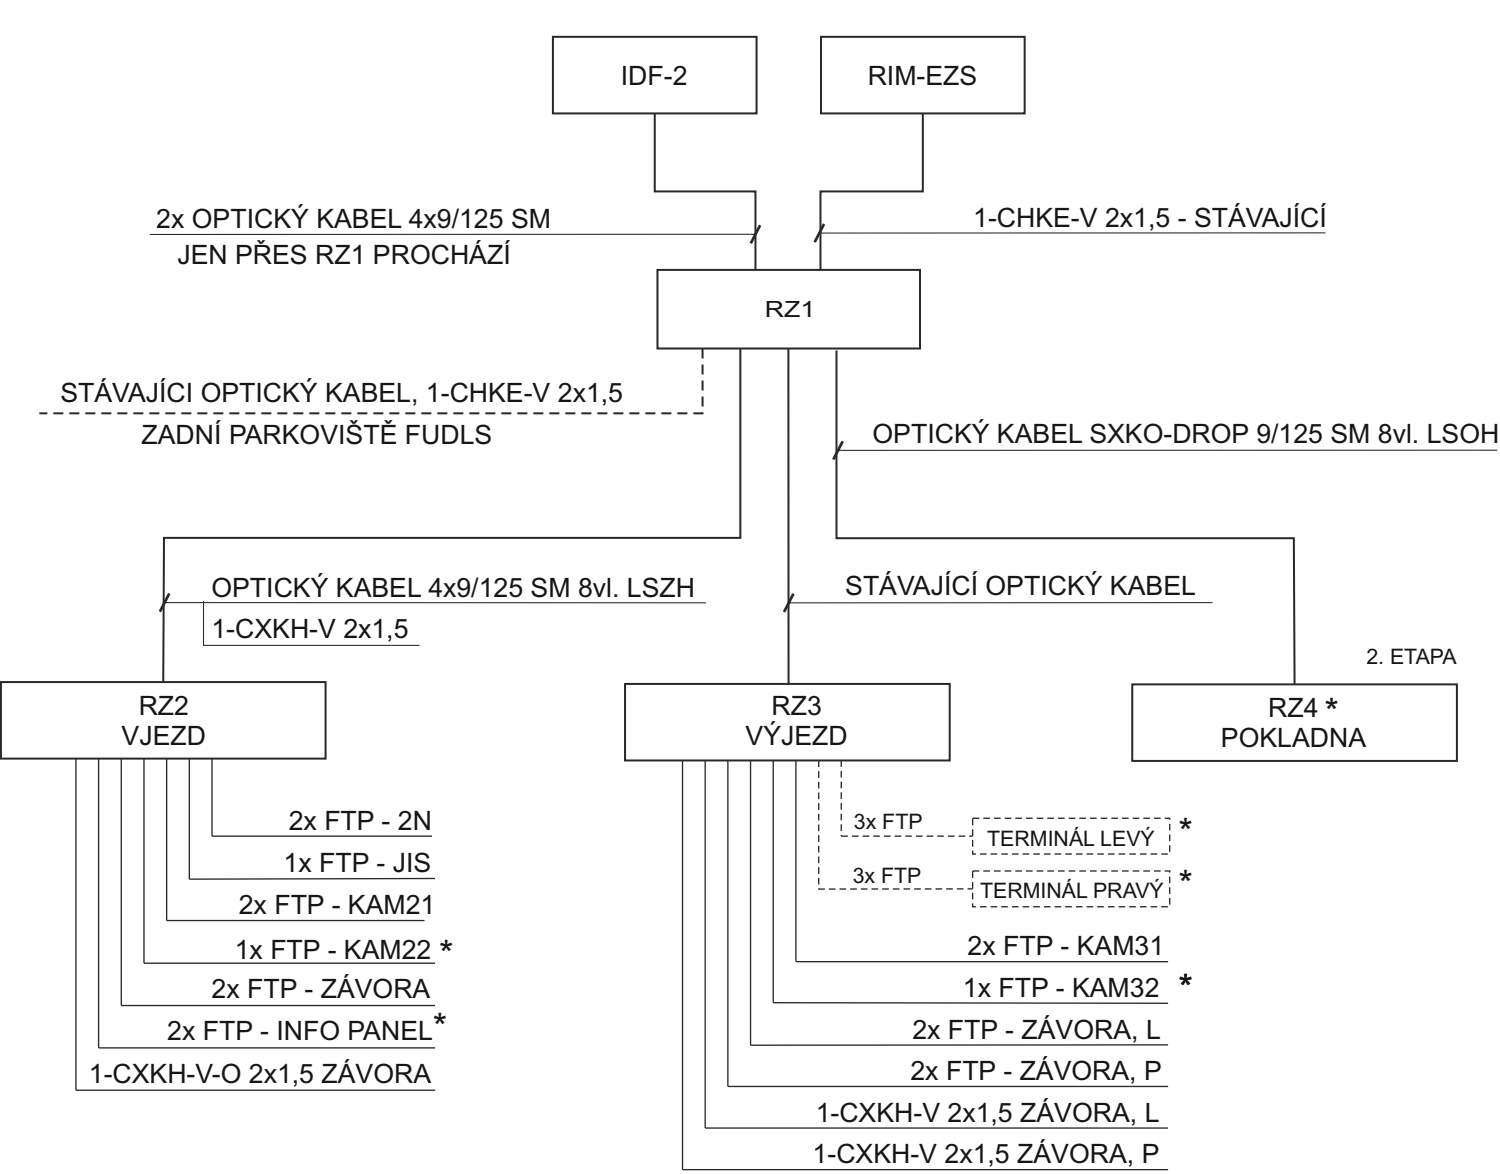 IDF-2
RIM-EZS
2x OPTICKÝ KABEL 4x9/125 SM
JEN PŘES RZ1 PROCHÁZÍ
1-CHKE-V 2x1,5 - STÁVAJÍCÍ
RZ1
STÁVAJÍCI OPTICKÝ KABEL, 1-CHKE-V 2x1,5
ZADNÍ PARKOVIŠTĚ FUDLS
OPTICKÝ KABEL SXKO-DROP 9/125 SM 8vl. LSOH
OPTICKÝ KABEL 4x9/125 SM 8vl. LSZH
1-CXKH-V 2x1,5
STÁVAJÍCÍ OPTICKÝ KABEL
2. ETAPA
RZ2
VJEZD
RZ3
VÝJEZD
RZ4 *
POKLADNA
2x FTP - 2N
1x FTP - JIS
2x FTP - KAM21
1x FTP - KAM22 *
2x FTP - ZÁVORA
2x FTP - INFO PANEL*
1-CXKH-V-O 2x1,5 ZÁVORA
3x FTP
TERMINÁL LEVÝ *
3x FTP
TERMINÁL PRAVÝ *
2x FTP - KAM31
1x FTP - KAM32 *
2x FTP - ZÁVORA, L
2x FTP - ZÁVORA, P
1-CXKH-V 2x1,5 ZÁVORA, L
1-CXKH-V 2x1,5 ZÁVORA, P